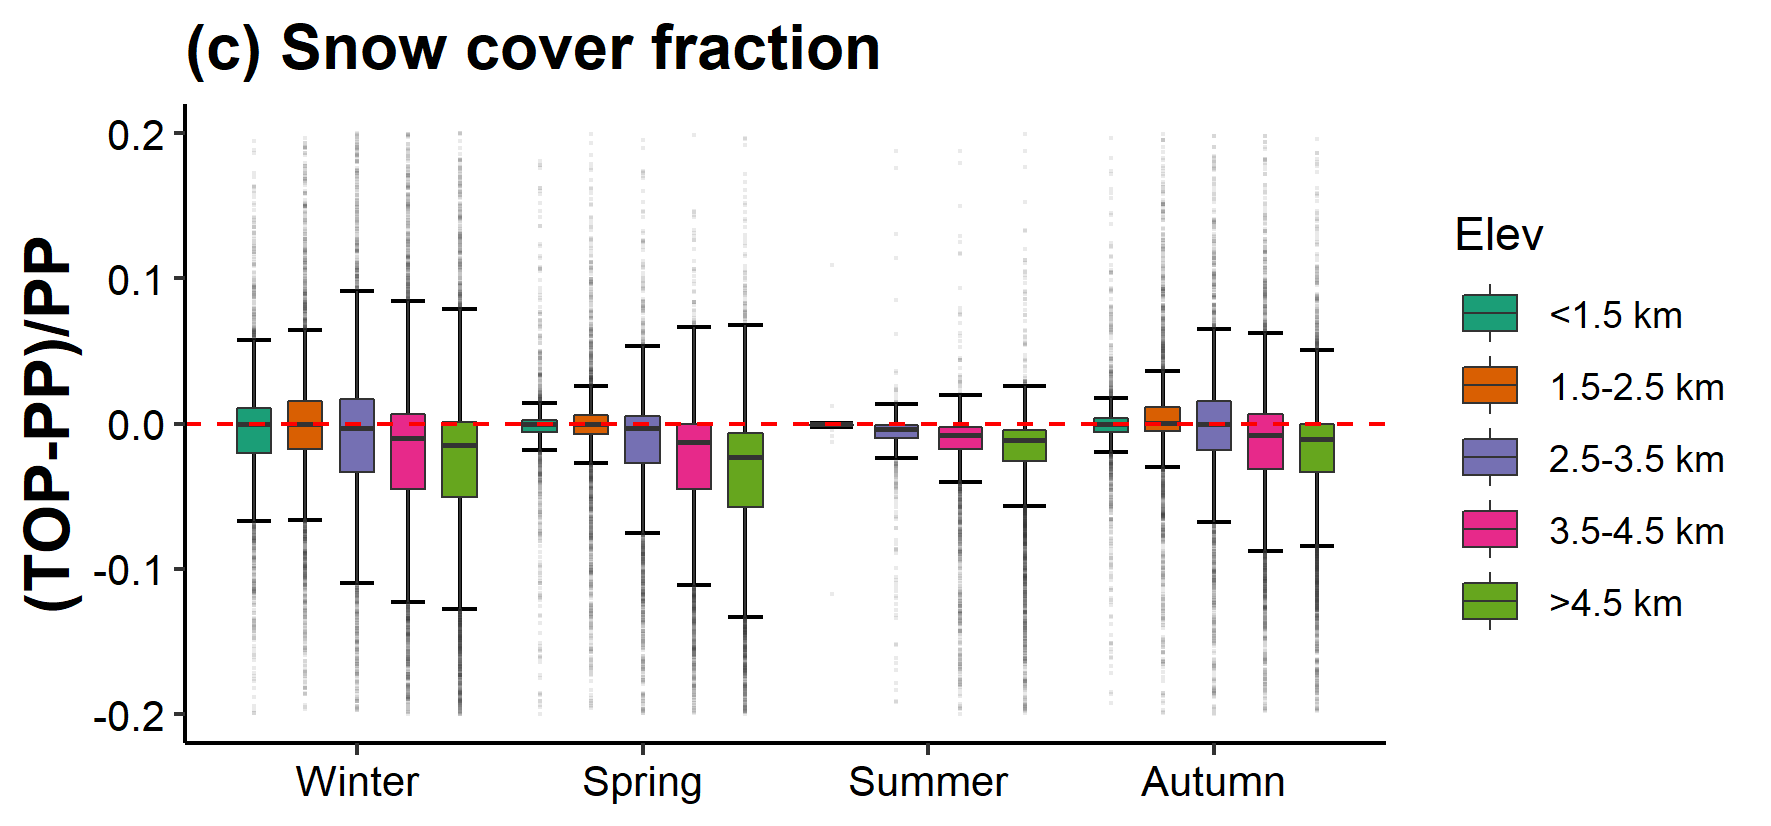 (c) Snow cover fraction
(TOP-PP)/PP
0.2
0.1
0.0
-0.1
-0.2
Winter
Spring
Summer
Autumn
Elev
<1.5 km
1.5-2.5 km
2.5-3.5 km
3.5-4.5 km
>4.5 km